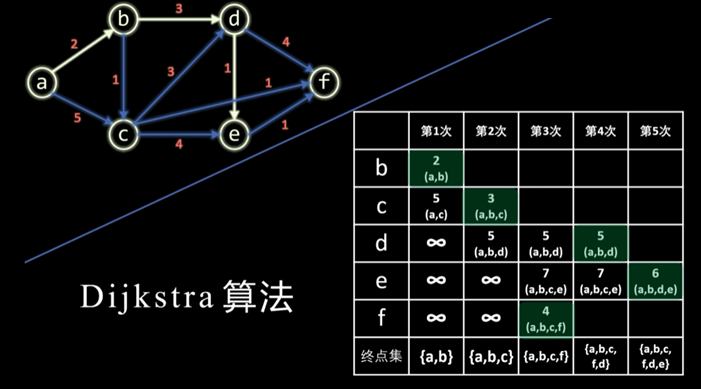 3
b
d
2
4
a
1
3
1
1
f
5
c
4
e
1
第1次 第2次 第3次 第4次 第5次
b 2
(a,b)
c 5 3
(a,c) (a,b,c)
d ∞ 5 5 5
(a,b,d) (a,b,d) (a,b,d)
e ∞ ∞ 7 7 6
(a,b,c,e) (a,b,c,e) (a,b,d,e)
f ∞ ∞ 4
(a,b,c,f)
终点集 {a,b} {a,b,c} {a,b,c,f} {a,b,c, {a,b,c,
f,d} f,d,e}
Dijkstra 算法